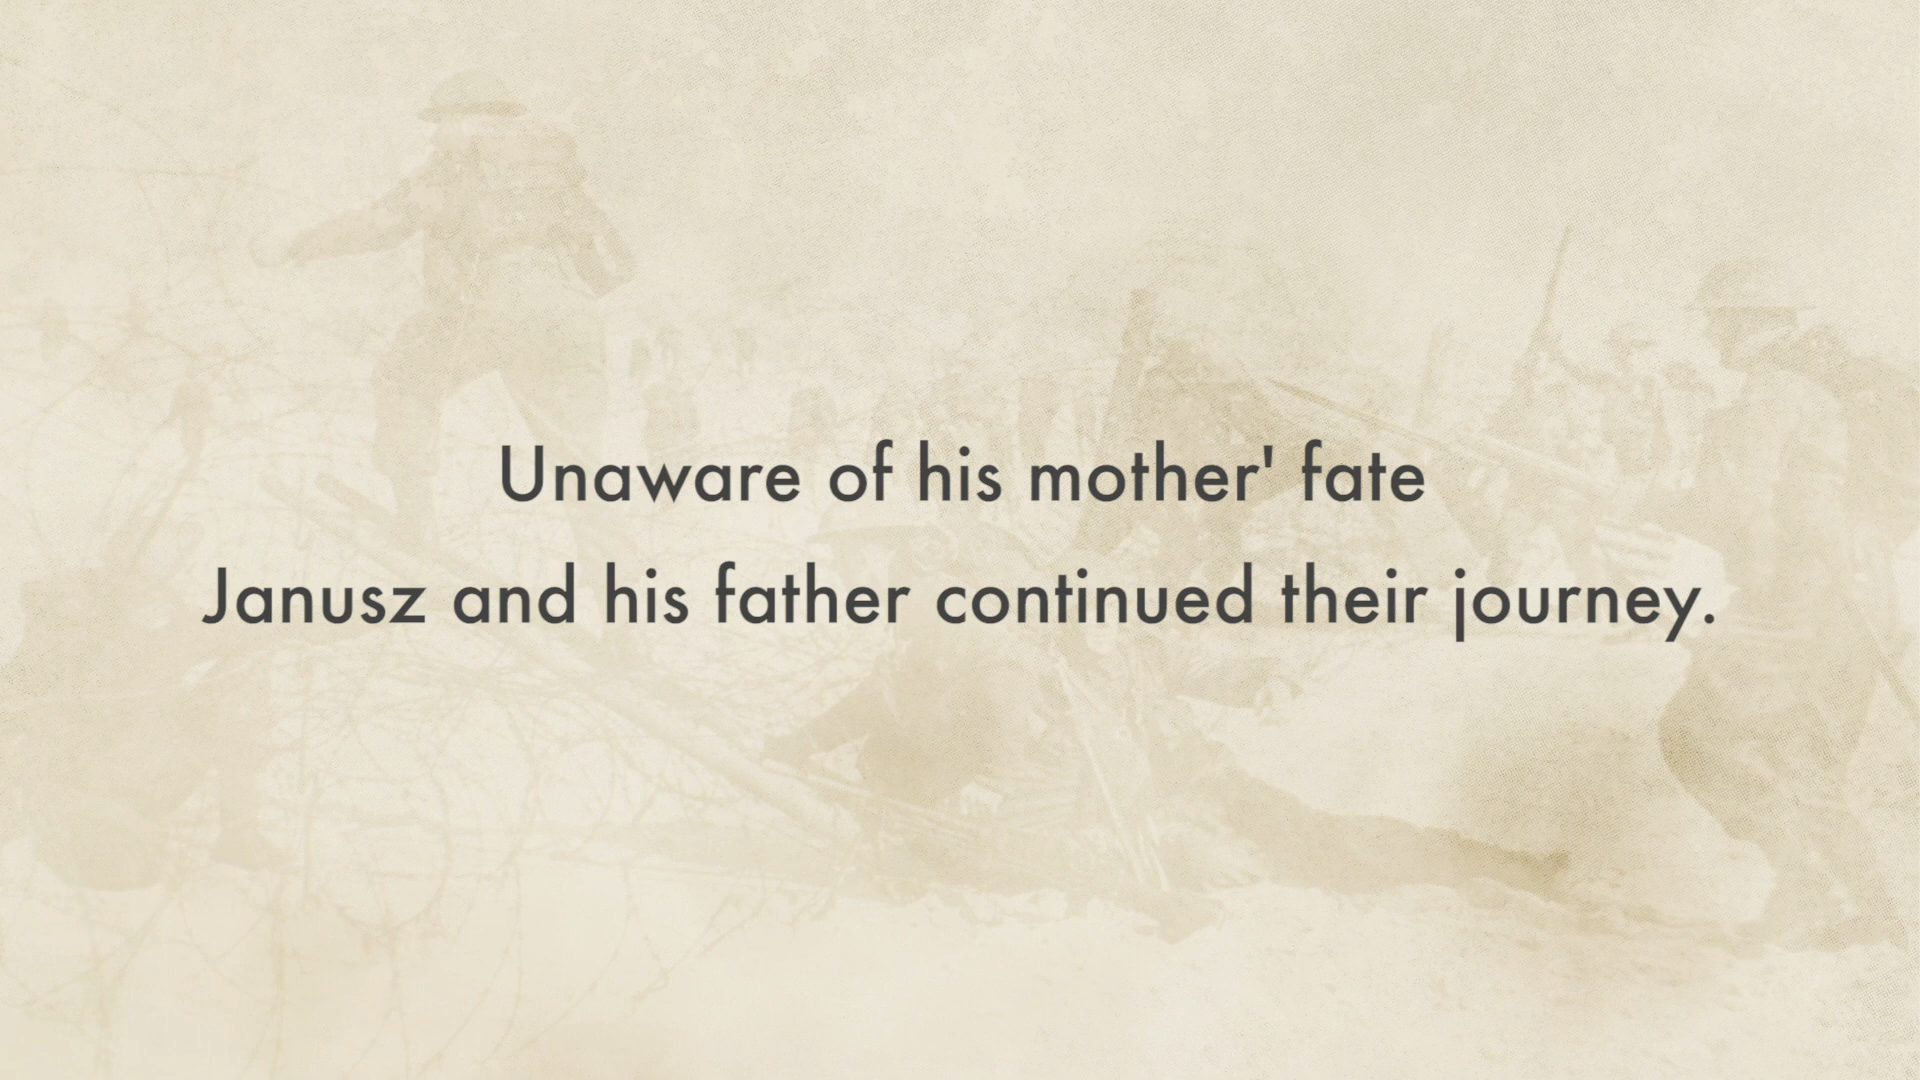 Unaware of his mother' fate
Janusz and his father continued their journey.